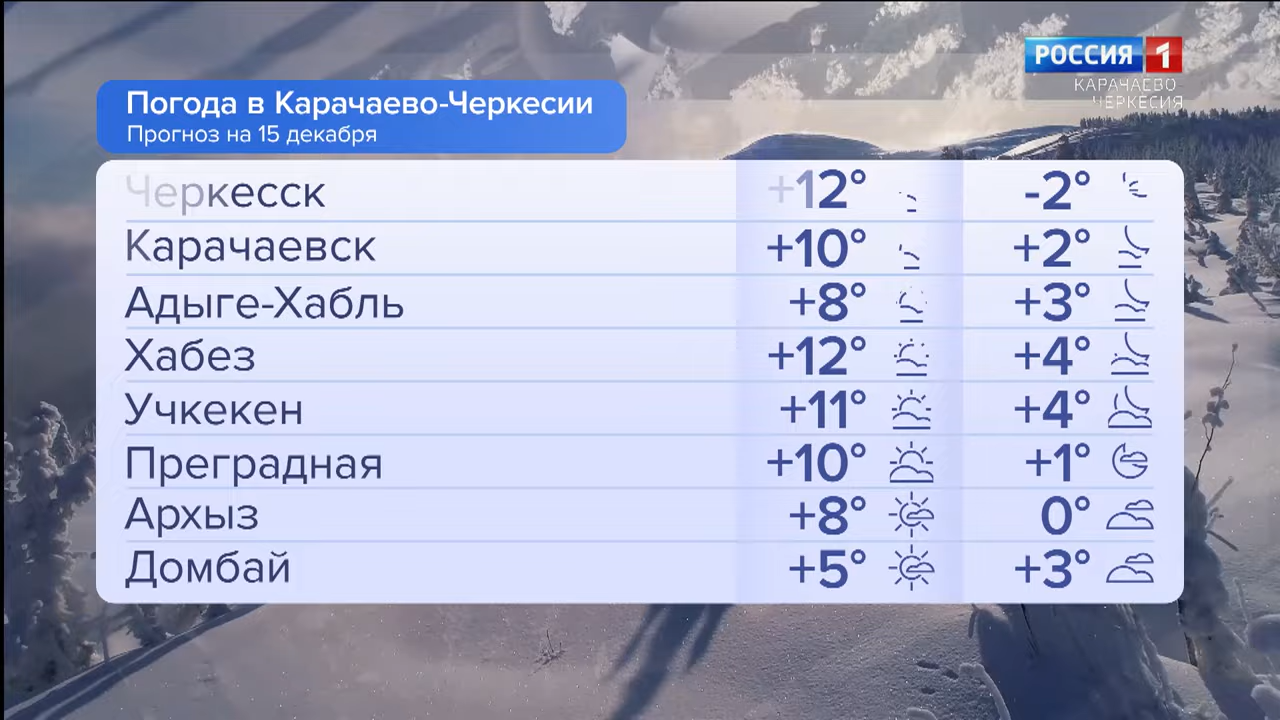 РОССИЯ 1
КАРАЧАЕВО-
ЧЕРКЕСИЯ
Погода в Карачаево-Черкесии
Прогноз на 15 декабря
Черкесск +12° -2°
Карачаевск +10° +2°
Адыге-Хабль +8° +3°
Хабез +12° +4°
Учкекен +11° +4°
Преградная +10° +1°
Архыз +8° 0°
Домбай +5° +3°